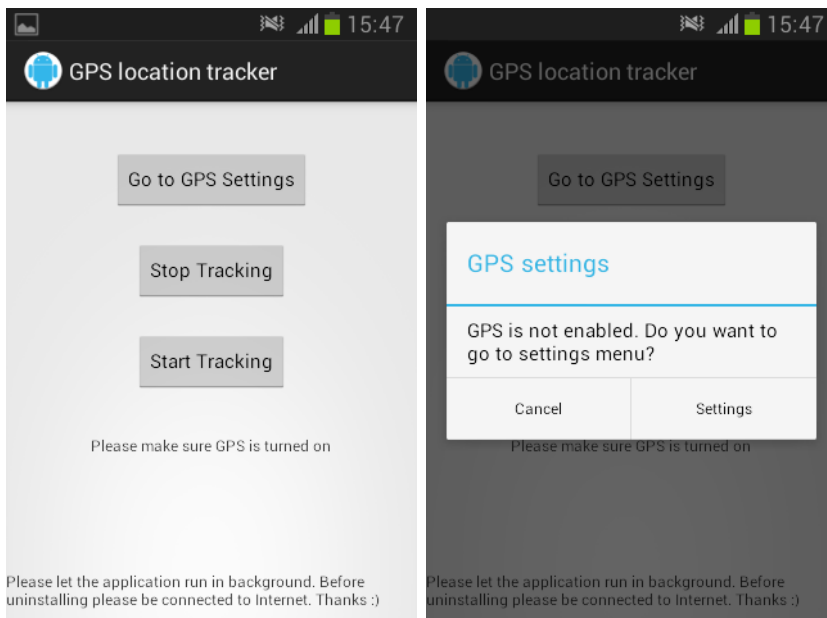 15:47
GPS location tracker
Go to GPS Settings
Stop Tracking
Start Tracking
Please make sure GPS is turned on
Please let the application run in background. Before
uninstalling please be connected to Internet. Thanks :)
15:47
GPS location tracker
Go to GPS Settings
GPS settings
GPS is not enabled. Do you want to
go to settings menu?
Cancel Settings
Please make sure GPS is turned on
Please let the application run in background. Before
uninstalling please be connected to Internet. Thanks :)